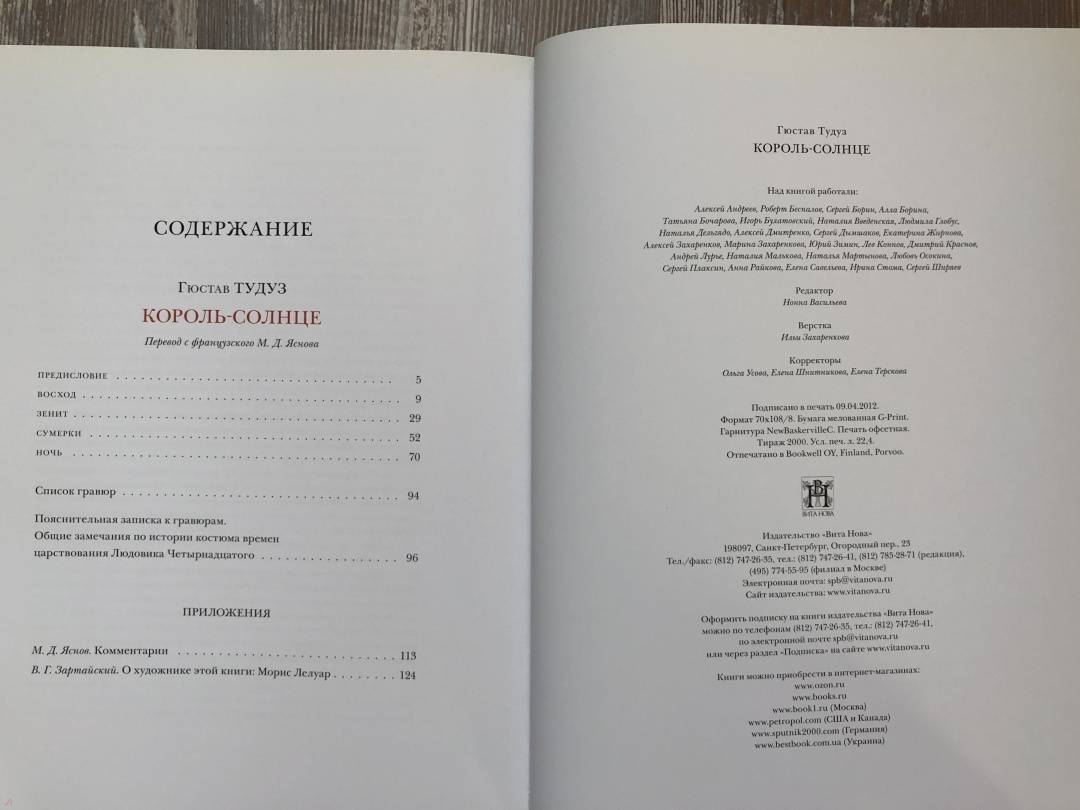 СОДЕРЖАНИЕ
Гюстав ТУДУЗ
КОРОЛЬ-СОЛНЦЕ
Перевод с французского М. Д. Яснова
ПРЕДИСЛОВИЕ . . . . . . . . . . . . . . . . . . . . . . . . . . . . 5
ВОСХОД . . . . . . . . . . . . . . . . . . . . . . . . . . . . . . . . 9
ЗЕНИТ . . . . . . . . . . . . . . . . . . . . . . . . . . . . . . . . . 29
СУМЕРКИ . . . . . . . . . . . . . . . . . . . . . . . . . . . . . . . 52
НОЧЬ . . . . . . . . . . . . . . . . . . . . . . . . . . . . . . . . . 70
Список гравюр . . . . . . . . . . . . . . . . . . . . . . . . . . . . 94
Пояснительная записка к гравюрам.
Общие замечания по истории костюма времен
царствования Людовика Четырнадцатого . . . . . . . . . . . . . . 96
ПРИЛОЖЕНИЯ
М. Д. Яснов. Комментарии . . . . . . . . . . . . . . . . . . . . . . 113
В. Г. Зартайский. О художнике этой книги: Морис Лелуар . . . . . . . . 124
Гюстав Тудуз
КОРОЛЬ-СОЛНЦЕ
Над книгой работали:
Алексей Андреев, Роберт Беспалов, Сергей Борин, Алла Борина,
Татьяна Бочарова, Игорь Булатовский, Наталия Введенская, Людмила Глобус,
Наталья Дельгядо, Алексей Дмитренко, Сергей Дымшаков, Екатерина Жирнова,
Алексей Захаренков, Марина Захаренкова, Юрий Зимин, Лев Коннов, Дмитрий Краснов,
Андрей Лурье, Наталия Малькова, Наталья Мартынова, Любовь Осокина,
Сергей Плаксин, Анна Райкова, Елена Савельева, Ирина Стома, Сергей Ширяев
Редактор
Нонна Васильева
Верстка
Ильи Захаренкова
Корректоры
Ольга Усова, Елена Шнитникова, Елена Терскова
Подписано в печать 09.04.2012.
Формат 70х108/8. Бумага мелованная G-Print.
Гарнитура NewBaskervilleC. Печать офсетная.
Тираж 2000. Усл. печ. л. 22,4.
Отпечатано в Bookwell OY, Finland, Porvoo.
ВИТА НОВА
Издательство «Вита Нова»
198097, Санкт-Петербург, Огородный пер., 23
Тел./факс: (812) 747-26-35, тел.: (812) 747-26-41, (812) 785-28-71 (редакция),
(495) 774-55-95 (филиал в Москве)
Электронная почта: spb@vitanova.ru
Сайт издательства: www.vitanova.ru
Оформить подписку на книги издательства «Вита Нова»
можно по телефонам (812) 747-26-35, тел.: (812) 747-26-41,
по электронной почте spb@vitanova.ru
или через раздел «Подписка» на сайте www.vitanova.ru
Книги можно приобрести в интернет-магазинах:
www.ozon.ru
www.books.ru
www.book1.ru (Москва)
www.petropol.com (США и Канада)
www.sputnik2000.com (Германия)
www.bestbook.com.ua (Украина)